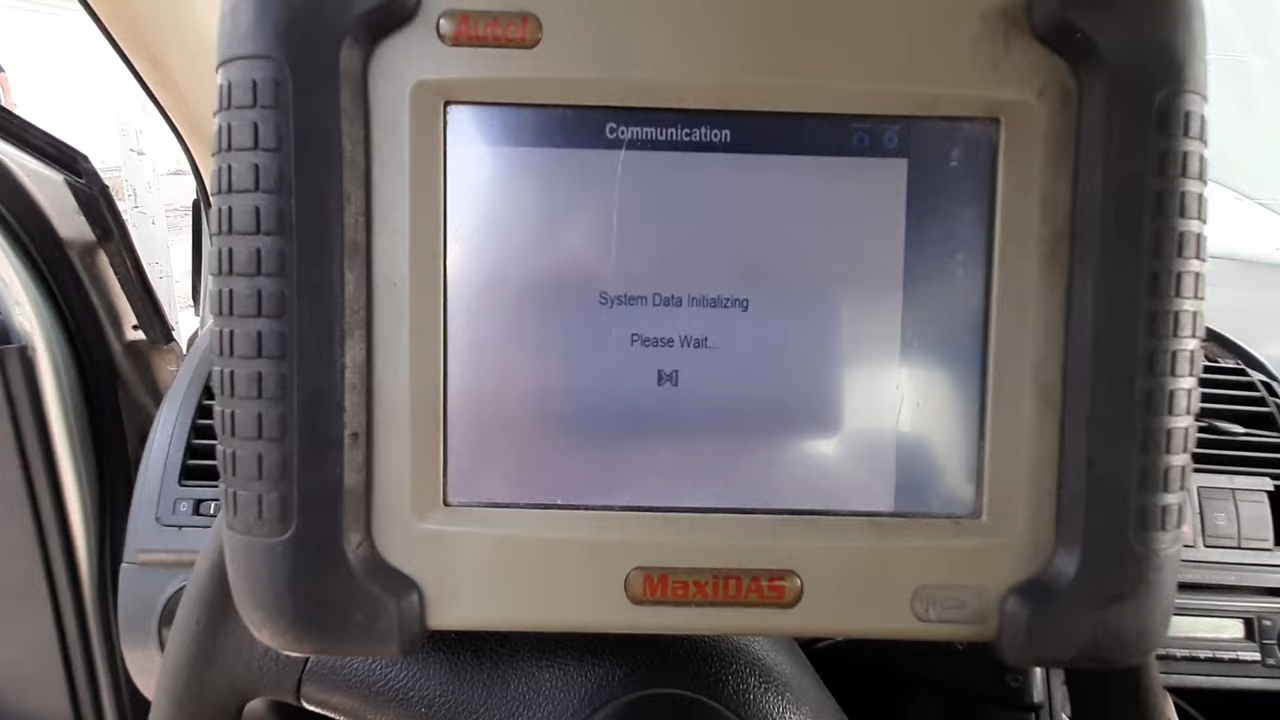 Autel
Communication
System Data Initializing
Please Wait...
MaxiDAS